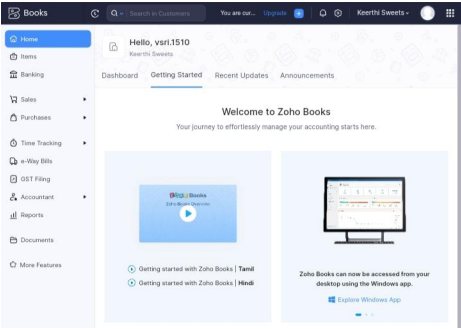 Books
Search in Customers
You are cur... Upgrade
Keerthi Sweets
Home
Items
Banking
Sales
Purchases
Time Tracking
e-Way Bills
GST Filing
Accountant
Reports
Documents
More Features
Hello, vsri.1510
Keerthi Sweets
Dashboard
Getting Started
Recent Updates
Announcements
Welcome to Zoho Books
Your journey to effortlessly manage your accounting starts here.
Books
Zoho Books Overview
Getting started with Zoho Books | Tamil
Getting started with Zoho Books | Hindi
Zoho Books can now be accessed from your
desktop using the Windows app.
Explore Windows App